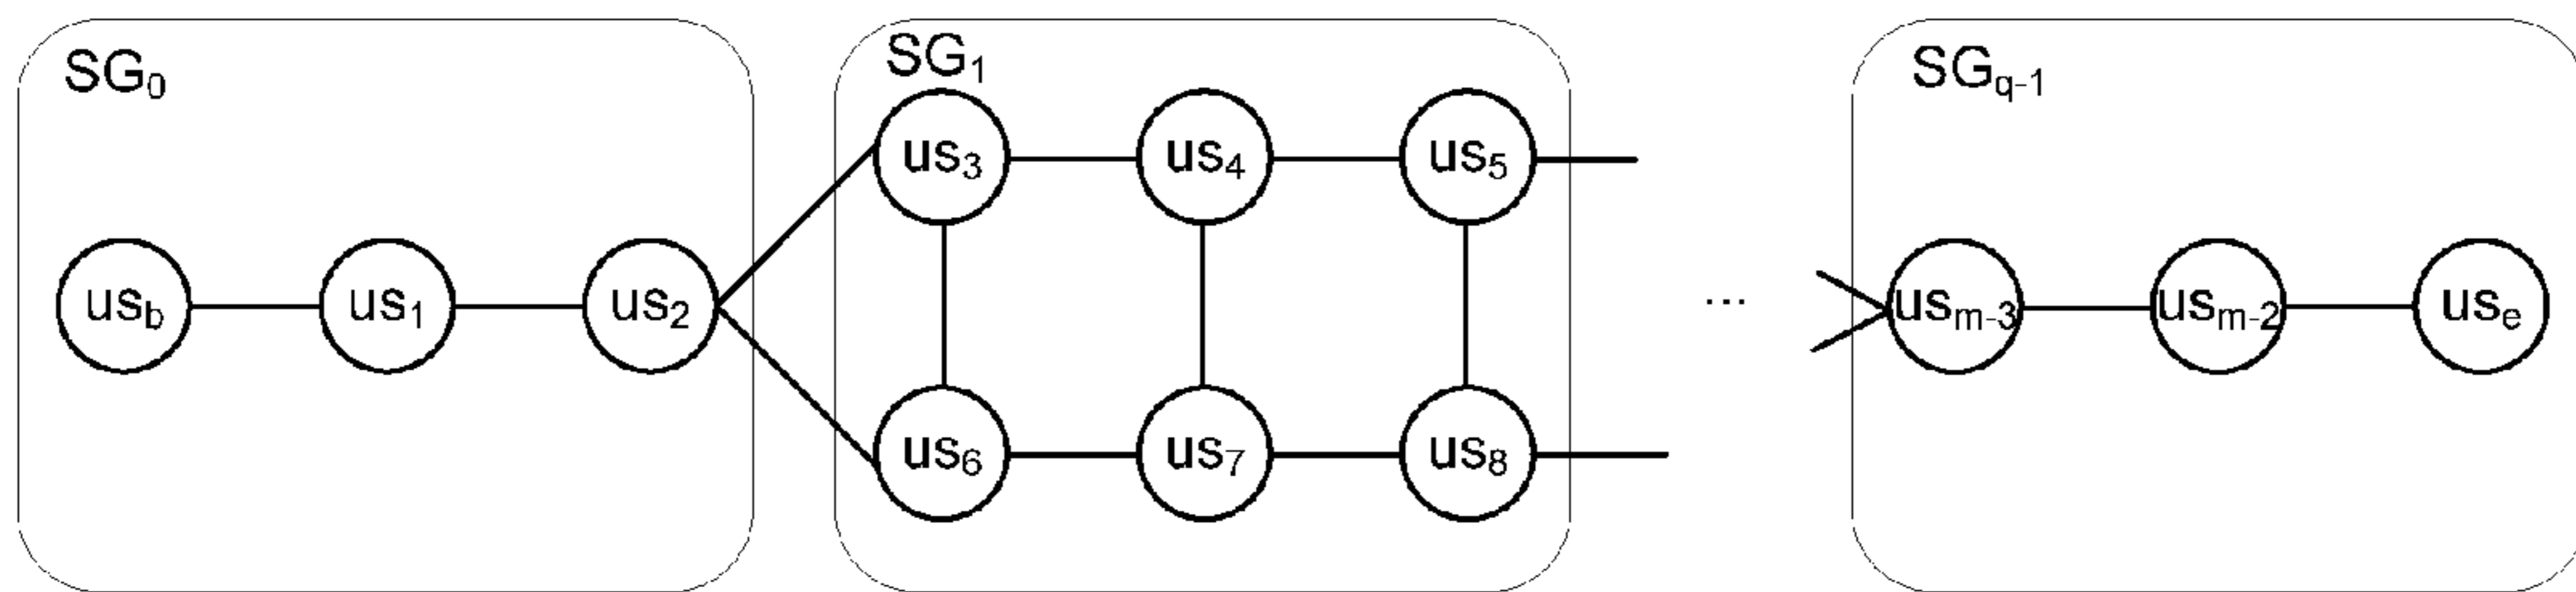 SG₀
SG₁
SGq-1
us₃ us₄ us₅
usb us₁ us₂
... usm-3 usm-2 usₑ
us₆ us₇ us₈